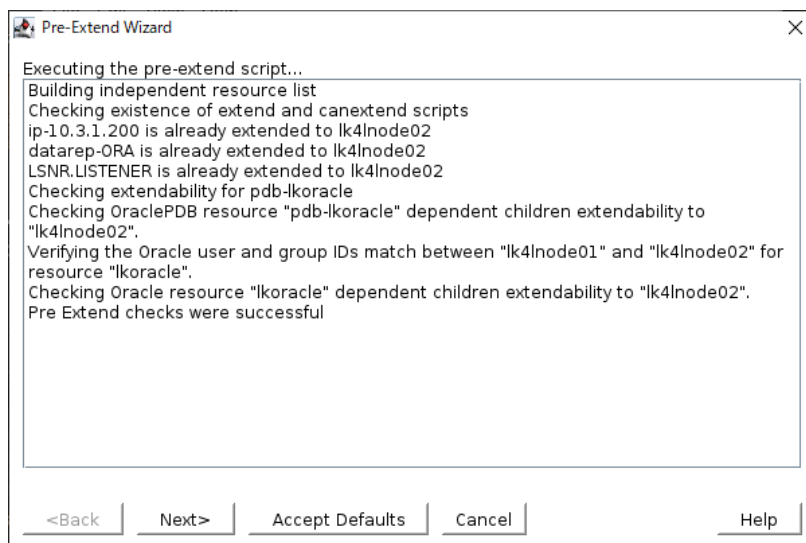 Pre-Extend Wizard
Executing the pre-extend script...
Building independent resource list
Checking existence of extend and canextend scripts
ip-10.3.1.200 is already extended to lk4lnode02
datarep-ORA is already extended to lk4lnode02
LSNR.LISTENER is already extended to lk4lnode02
Checking extendability for pdb-lkoracle
Checking OraclePDB resource "pdb-lkoracle" dependent children extendability to
"lk4lnode02".
Verifying the Oracle user and group IDs match between "lk4lnode01" and "lk4lnode02" for
resource "lkoracle".
Checking Oracle resource "lkoracle" dependent children extendability to "lk4lnode02".
Pre Extend checks were successful
<Back Next> Accept Defaults Cancel Help